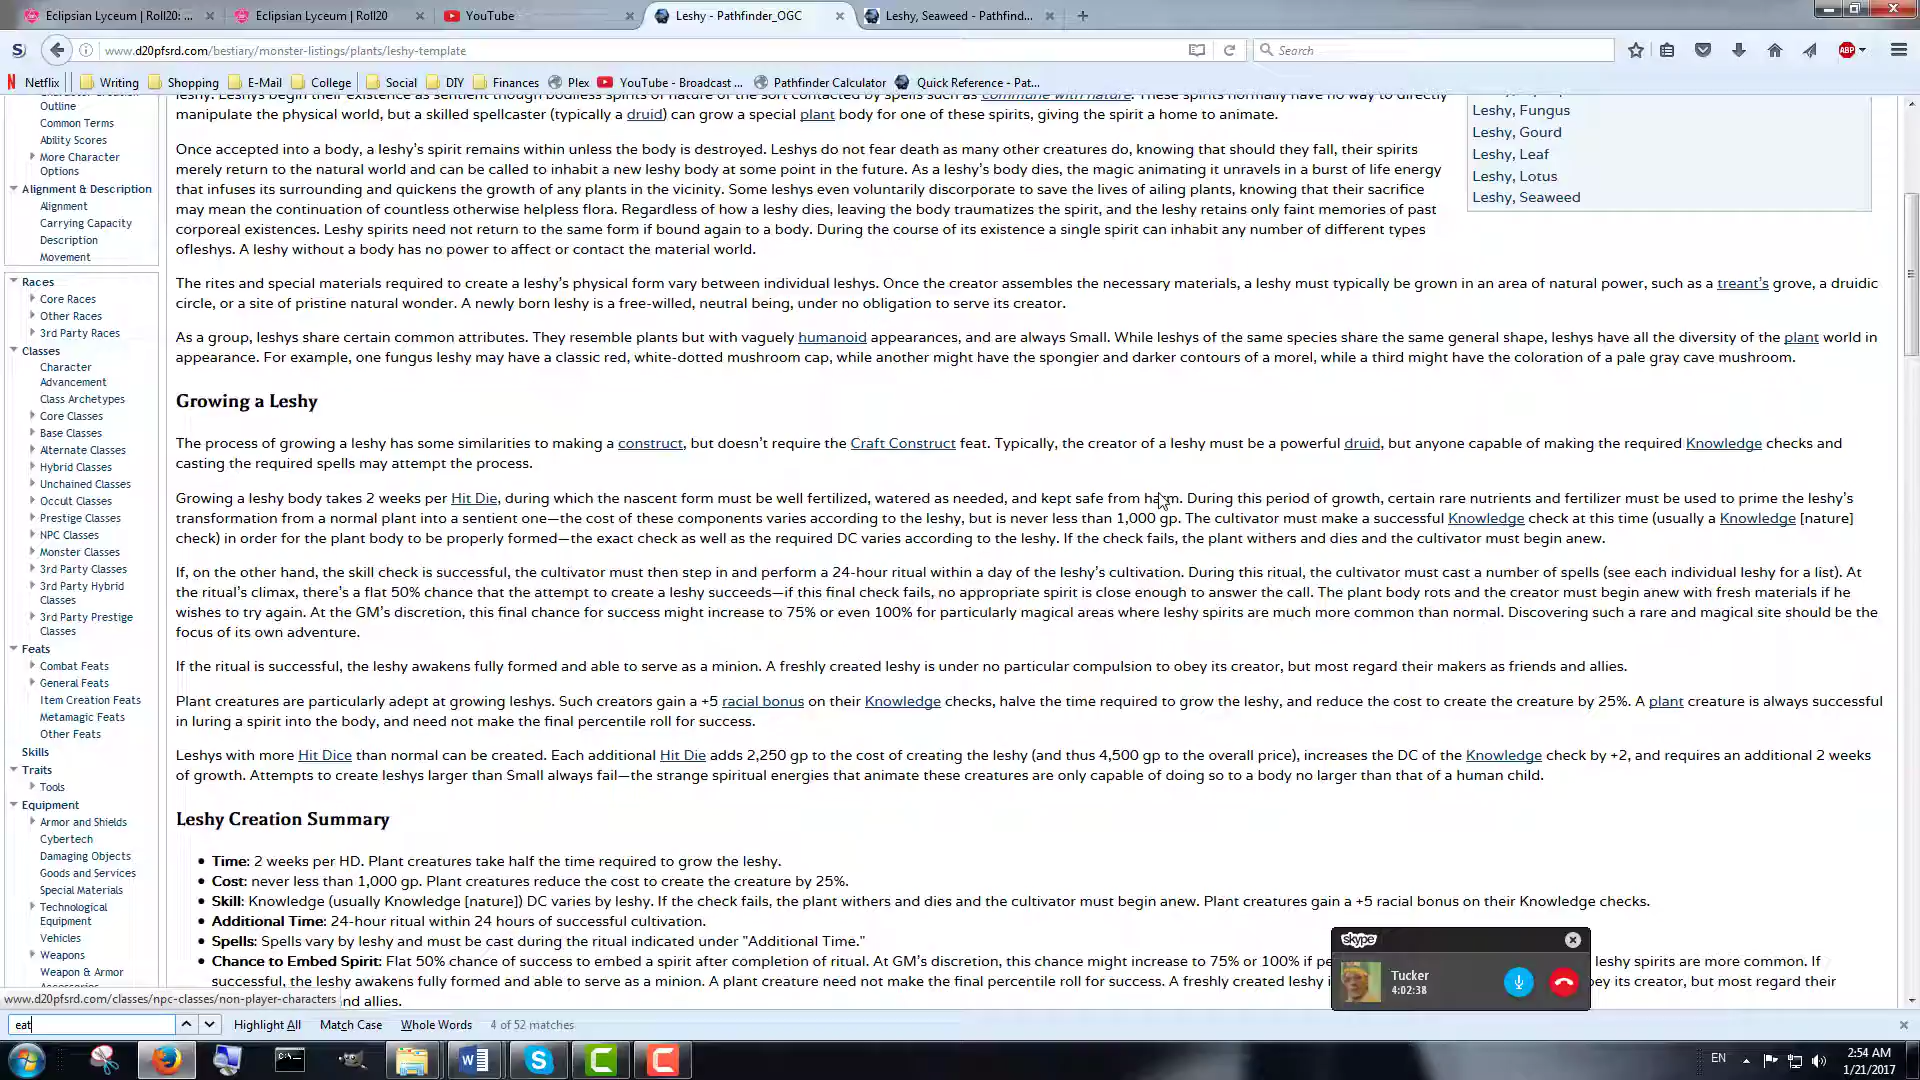 Eclipsian Lyceum | Roll20: ...
Eclipsian Lyceum | Roll20
YouTube
Leshy - Pathfinder_OGC
Leshy, Seaweed - Pathfind...
www.d20pfsrd.com/bestiary/monster-listings/plants/leshy-template
Search
ABP
Netflix
Writing
Shopping
E-Mail
College
Social
DIY
Finances
Plex
YouTube - Broadcast ...
Pathfinder Calculator
Quick Reference - Pat...
Outline
Common Terms
Ability Scores
More Character
Options
Alignment & Description
Alignment
Carrying Capacity
Description
Movement
Races
Core Races
Other Races
3rd Party Races
Classes
Character
Advancement
Class Archetypes
Core Classes
Base Classes
Alternate Classes
Hybrid Classes
Unchained Classes
Occult Classes
Prestige Classes
NPC Classes
Monster Classes
3rd Party Classes
3rd Party Hybrid
Classes
3rd Party Prestige
Classes
Feats
Combat Feats
General Feats
Item Creation Feats
Metamagic Feats
Other Feats
Skills
Traits
Tools
Equipment
Armor and Shields
Cybertech
Damaging Objects
Goods and Services
Special Materials
Technological
Equipment
Vehicles
Weapons
Weapon & Armor
leshy. Leshys begin their existence as sentient though bodiless spirits of nature of the sort contacted by spells such as commune with nature. These spirits normally have no way to directly
manipulate the physical world, but a skilled spellcaster (typically a druid) can grow a special plant body for one of these spirits, giving the spirit a home to animate.
Once accepted into a body, a leshy's spirit remains within unless the body is destroyed. Leshys do not fear death as many other creatures do, knowing that should they fall, their spirits
merely return to the natural world and can be called to inhabit a new leshy body at some point in the future. As a leshy's body dies, the magic animating it unravels in a burst of life energy
that infuses its surrounding and quickens the growth of any plants in the vicinity. Some leshys even voluntarily discorporate to save the lives of ailing plants, knowing that their sacrifice
may mean the continuation of countless otherwise helpless flora. Regardless of how a leshy dies, leaving the body traumatizes the spirit, and the leshy retains only faint memories of past
corporeal existences. Leshy spirits need not return to the same form if bound again to a body. During the course of its existence a single spirit can inhabit any number of different types
ofleshys. A leshy without a body has no power to affect or contact the material world.
Leshy, Fungus
Leshy, Gourd
Leshy, Leaf
Leshy, Lotus
Leshy, Seaweed
The rites and special materials required to create a leshy's physical form vary between individual leshys. Once the creator assembles the necessary materials, a leshy must typically be grown in an area of natural power, such as a treant's grove, a druidic
circle, or a site of pristine natural wonder. A newly born leshy is a free-willed, neutral being, under no obligation to serve its creator.
As a group, leshys share certain common attributes. They resemble plants but with vaguely humanoid appearances, and are always Small. While leshys of the same species share the same general shape, leshys have all the diversity of the plant world in
appearance. For example, one fungus leshy may have a classic red, white-dotted mushroom cap, while another might have the spongier and darker contours of a morel, while a third might have the coloration of a pale gray cave mushroom.
Growing a Leshy
The process of growing a leshy has some similarities to making a construct, but doesn't require the Craft Construct feat. Typically, the creator of a leshy must be a powerful druid, but anyone capable of making the required Knowledge checks and
casting the required spells may attempt the process.
Growing a leshy body takes 2 weeks per Hit Die, during which the nascent form must be well fertilized, watered as needed, and kept safe from harm. During this period of growth, certain rare nutrients and fertilizer must be used to prime the leshy's
transformation from a normal plant into a sentient one—the cost of these components varies according to the leshy, but is never less than 1,000 gp. The cultivator must make a successful Knowledge check at this time (usually a Knowledge [nature]
check) in order for the plant body to be properly formed—the exact check as well as the required DC varies according to the leshy. If the check fails, the plant withers and dies and the cultivator must begin anew.
If, on the other hand, the skill check is successful, the cultivator must then step in and perform a 24-hour ritual within a day of the leshy's cultivation. During this ritual, the cultivator must cast a number of spells (see each individual leshy for a list). At
the ritual's climax, there's a flat 50% chance that the attempt to create a leshy succeeds—if this final check fails, no appropriate spirit is close enough to answer the call. The plant body rots and the creator must begin anew with fresh materials if he
wishes to try again. At the GM's discretion, this final chance for success might increase to 75% or even 100% for particularly magical areas where leshy spirits are much more common than normal. Discovering such a rare and magical site should be the
focus of its own adventure.
If the ritual is successful, the leshy awakens fully formed and able to serve as a minion. A freshly created leshy is under no particular compulsion to obey its creator, but most regard their makers as friends and allies.
Plant creatures are particularly adept at growing leshys. Such creators gain a +5 racial bonus on their Knowledge checks, halve the time required to grow the leshy, and reduce the cost to create the creature by 25%. A plant creature is always successful
in luring a spirit into the body, and need not make the final percentile roll for success.
Leshys with more Hit Dice than normal can be created. Each additional Hit Die adds 2,250 gp to the cost of creating the leshy (and thus 4,500 gp to the overall price), increases the DC of the Knowledge check by +2, and requires an additional 2 weeks
of growth. Attempts to create leshys larger than Small always fail—the strange spiritual energies that animate these creatures are only capable of doing so to a body no larger than that of a human child.
Leshy Creation Summary
Time: 2 weeks per HD. Plant creatures take half the time required to grow the leshy.
Cost: never less than 1,000 gp. Plant creatures reduce the cost to create the creature by 25%.
Skill: Knowledge (usually Knowledge [nature]) DC varies by leshy. If the check fails, the plant withers and dies and the cultivator must begin anew. Plant creatures gain a +5 racial bonus on their Knowledge checks.
Additional Time: 24-hour ritual within 24 hours of successful cultivation.
Spells: Spells vary by leshy and must be cast during the ritual indicated under "Additional Time."
Chance to Embed Spirit: Flat 50% chance of success to embed a spirit after completion of ritual. At GM's discretion, this chance might increase to 75% or 100% if pe leshy spirits are more common. If
successful, the leshy awakens fully formed and able to serve as a minion. A plant creature need not make the final percentile roll for success. A freshly created leshy i ey its creator, but most regard their
nd allies.
skype
Tucker
4:02:38
www.d20pfsrd.com/classes/npc-classes/non-player-characters
eat
Highlight All
Match Case
Whole Words
4 of 52 matches
EN
2:54 AM
1/21/2017